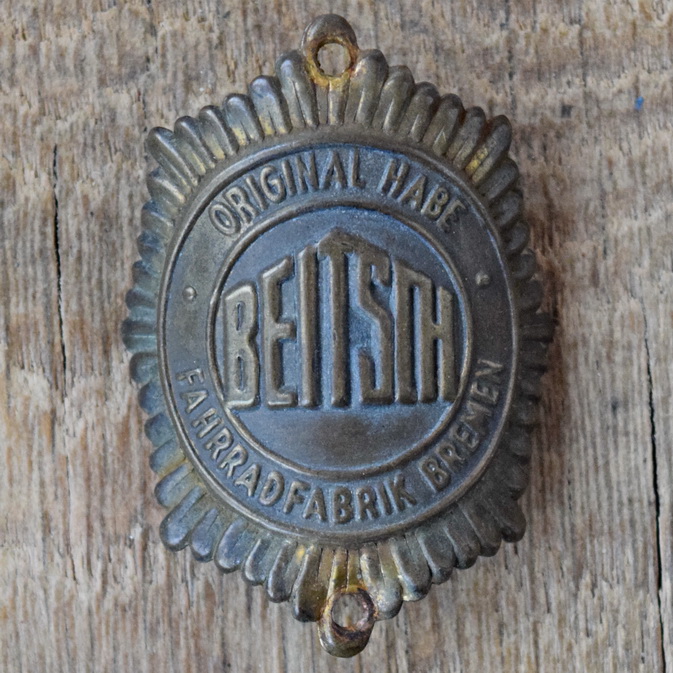 ORIGINAL HABE
BEITSCH
FAHRRADFABRIK BREMEN